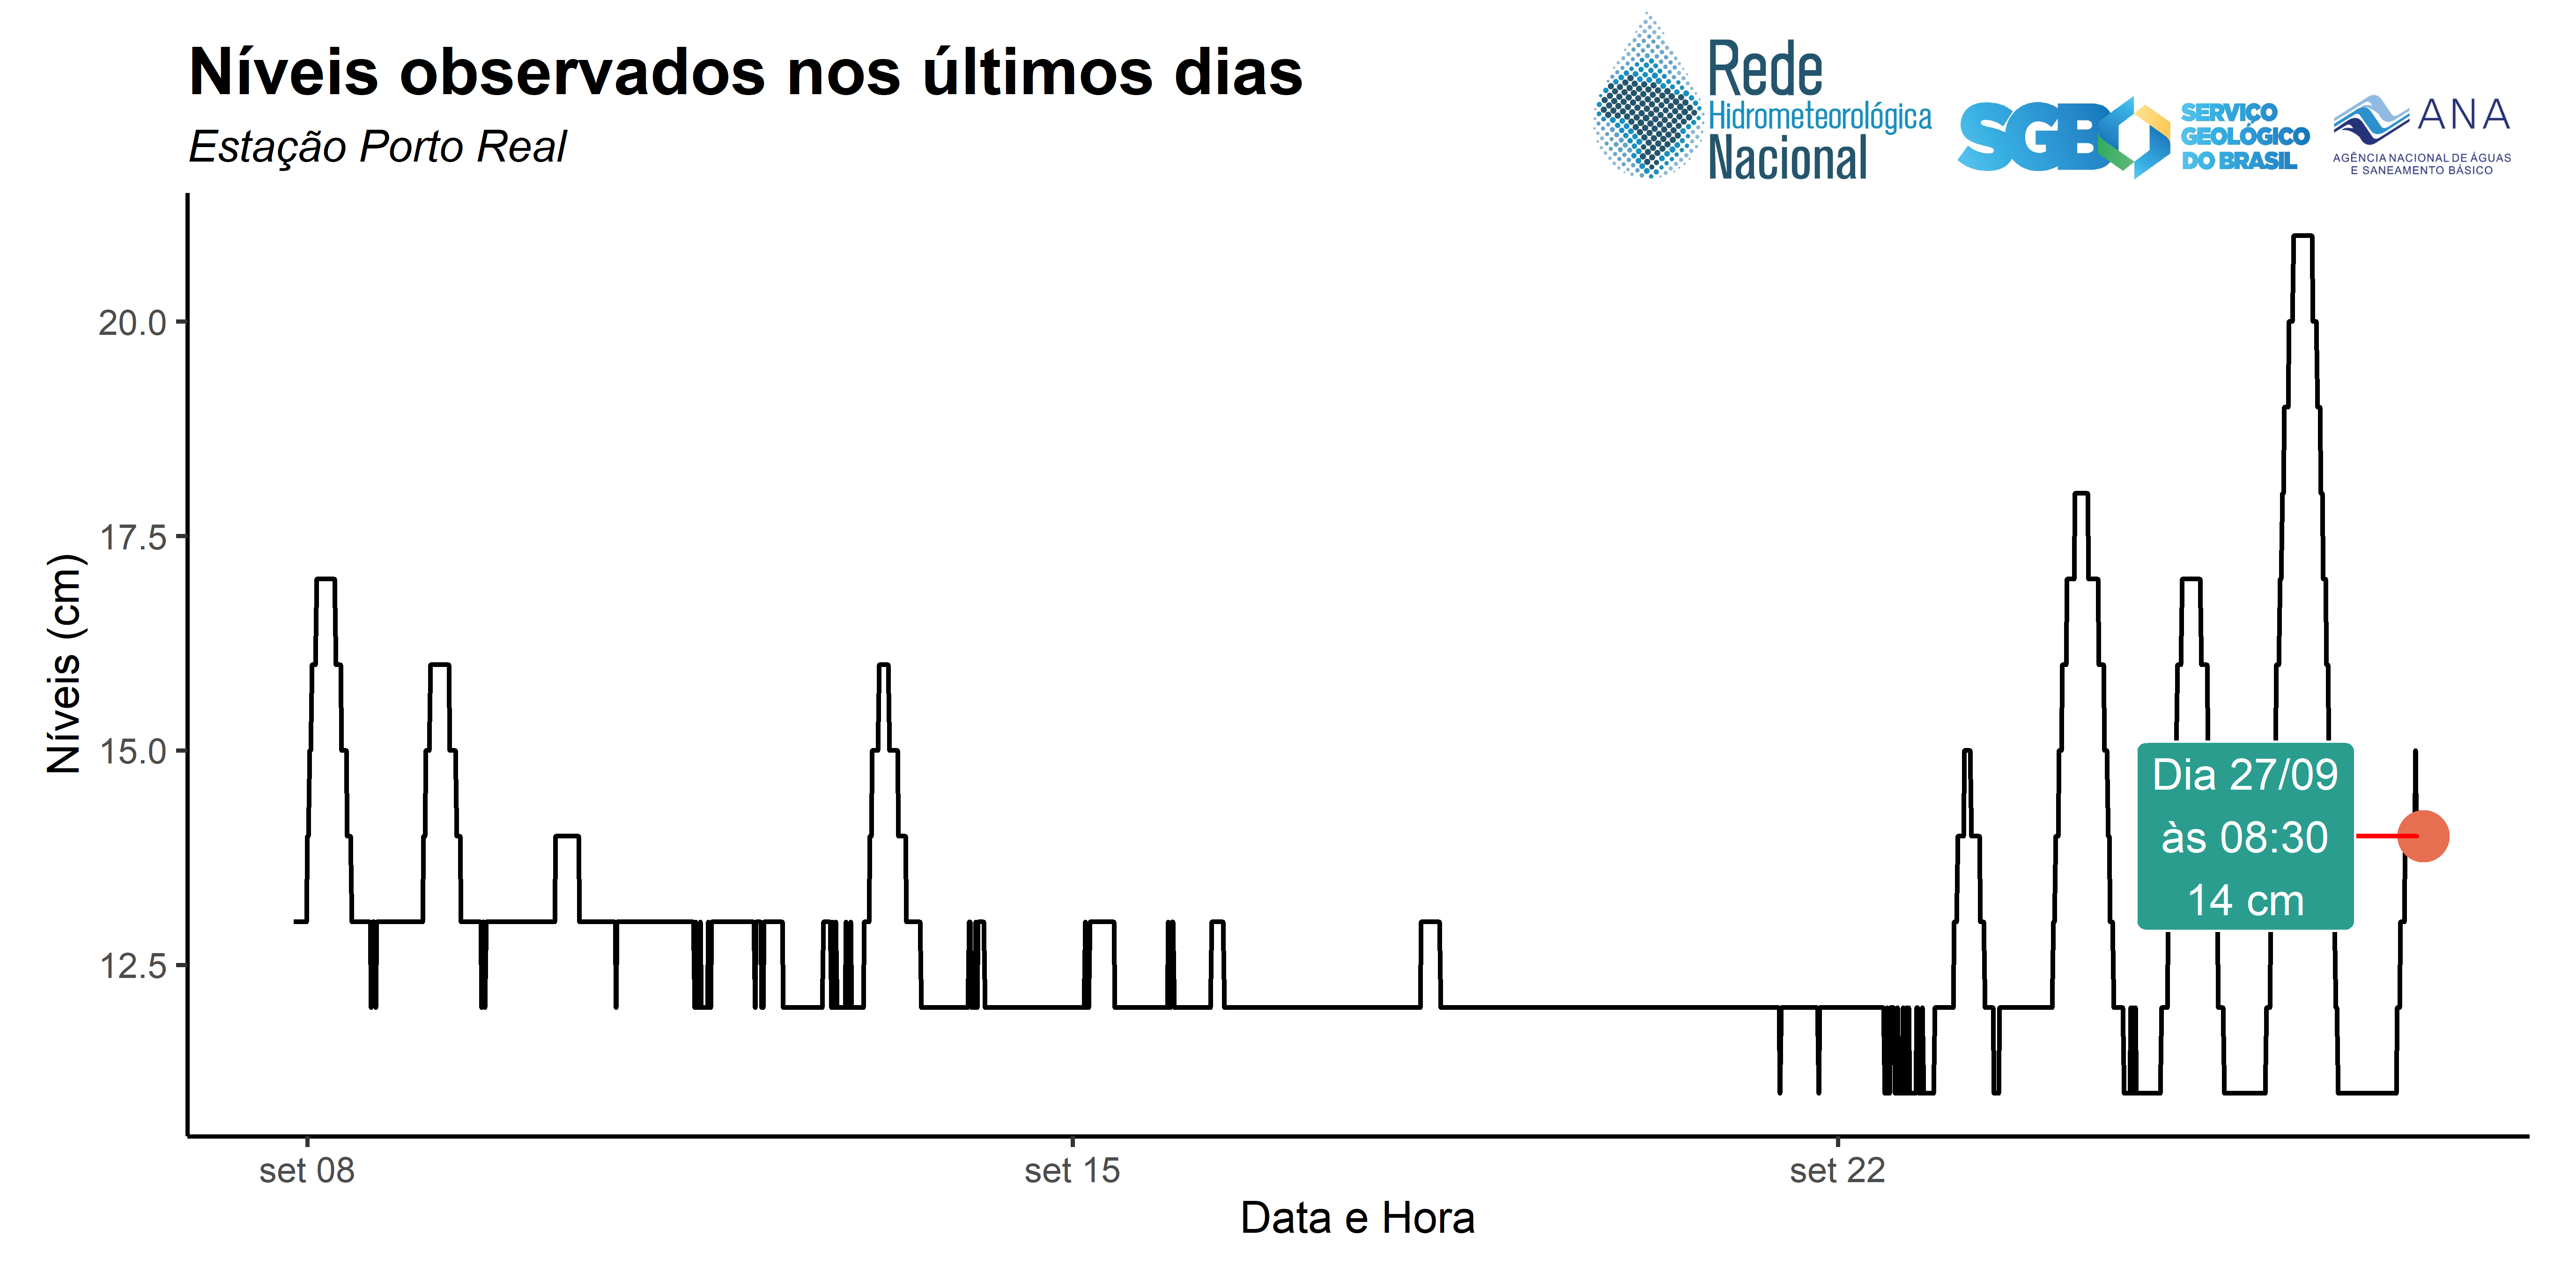 Níveis observados nos últimos dias
Estação Porto Real
Rede
Hidrometeorológica
Nacional
SGB
SERVIÇO
GEOLÓGICO
DO BRASIL
ANA
AGÊNCIA NACIONAL DE ÁGUAS
E SANEAMENTO BÁSICO
Níveis (cm)
20.0
17.5
15.0
12.5
Dia 27/09
às 08:30
14 cm
set 08
set 15
set 22
Data e Hora